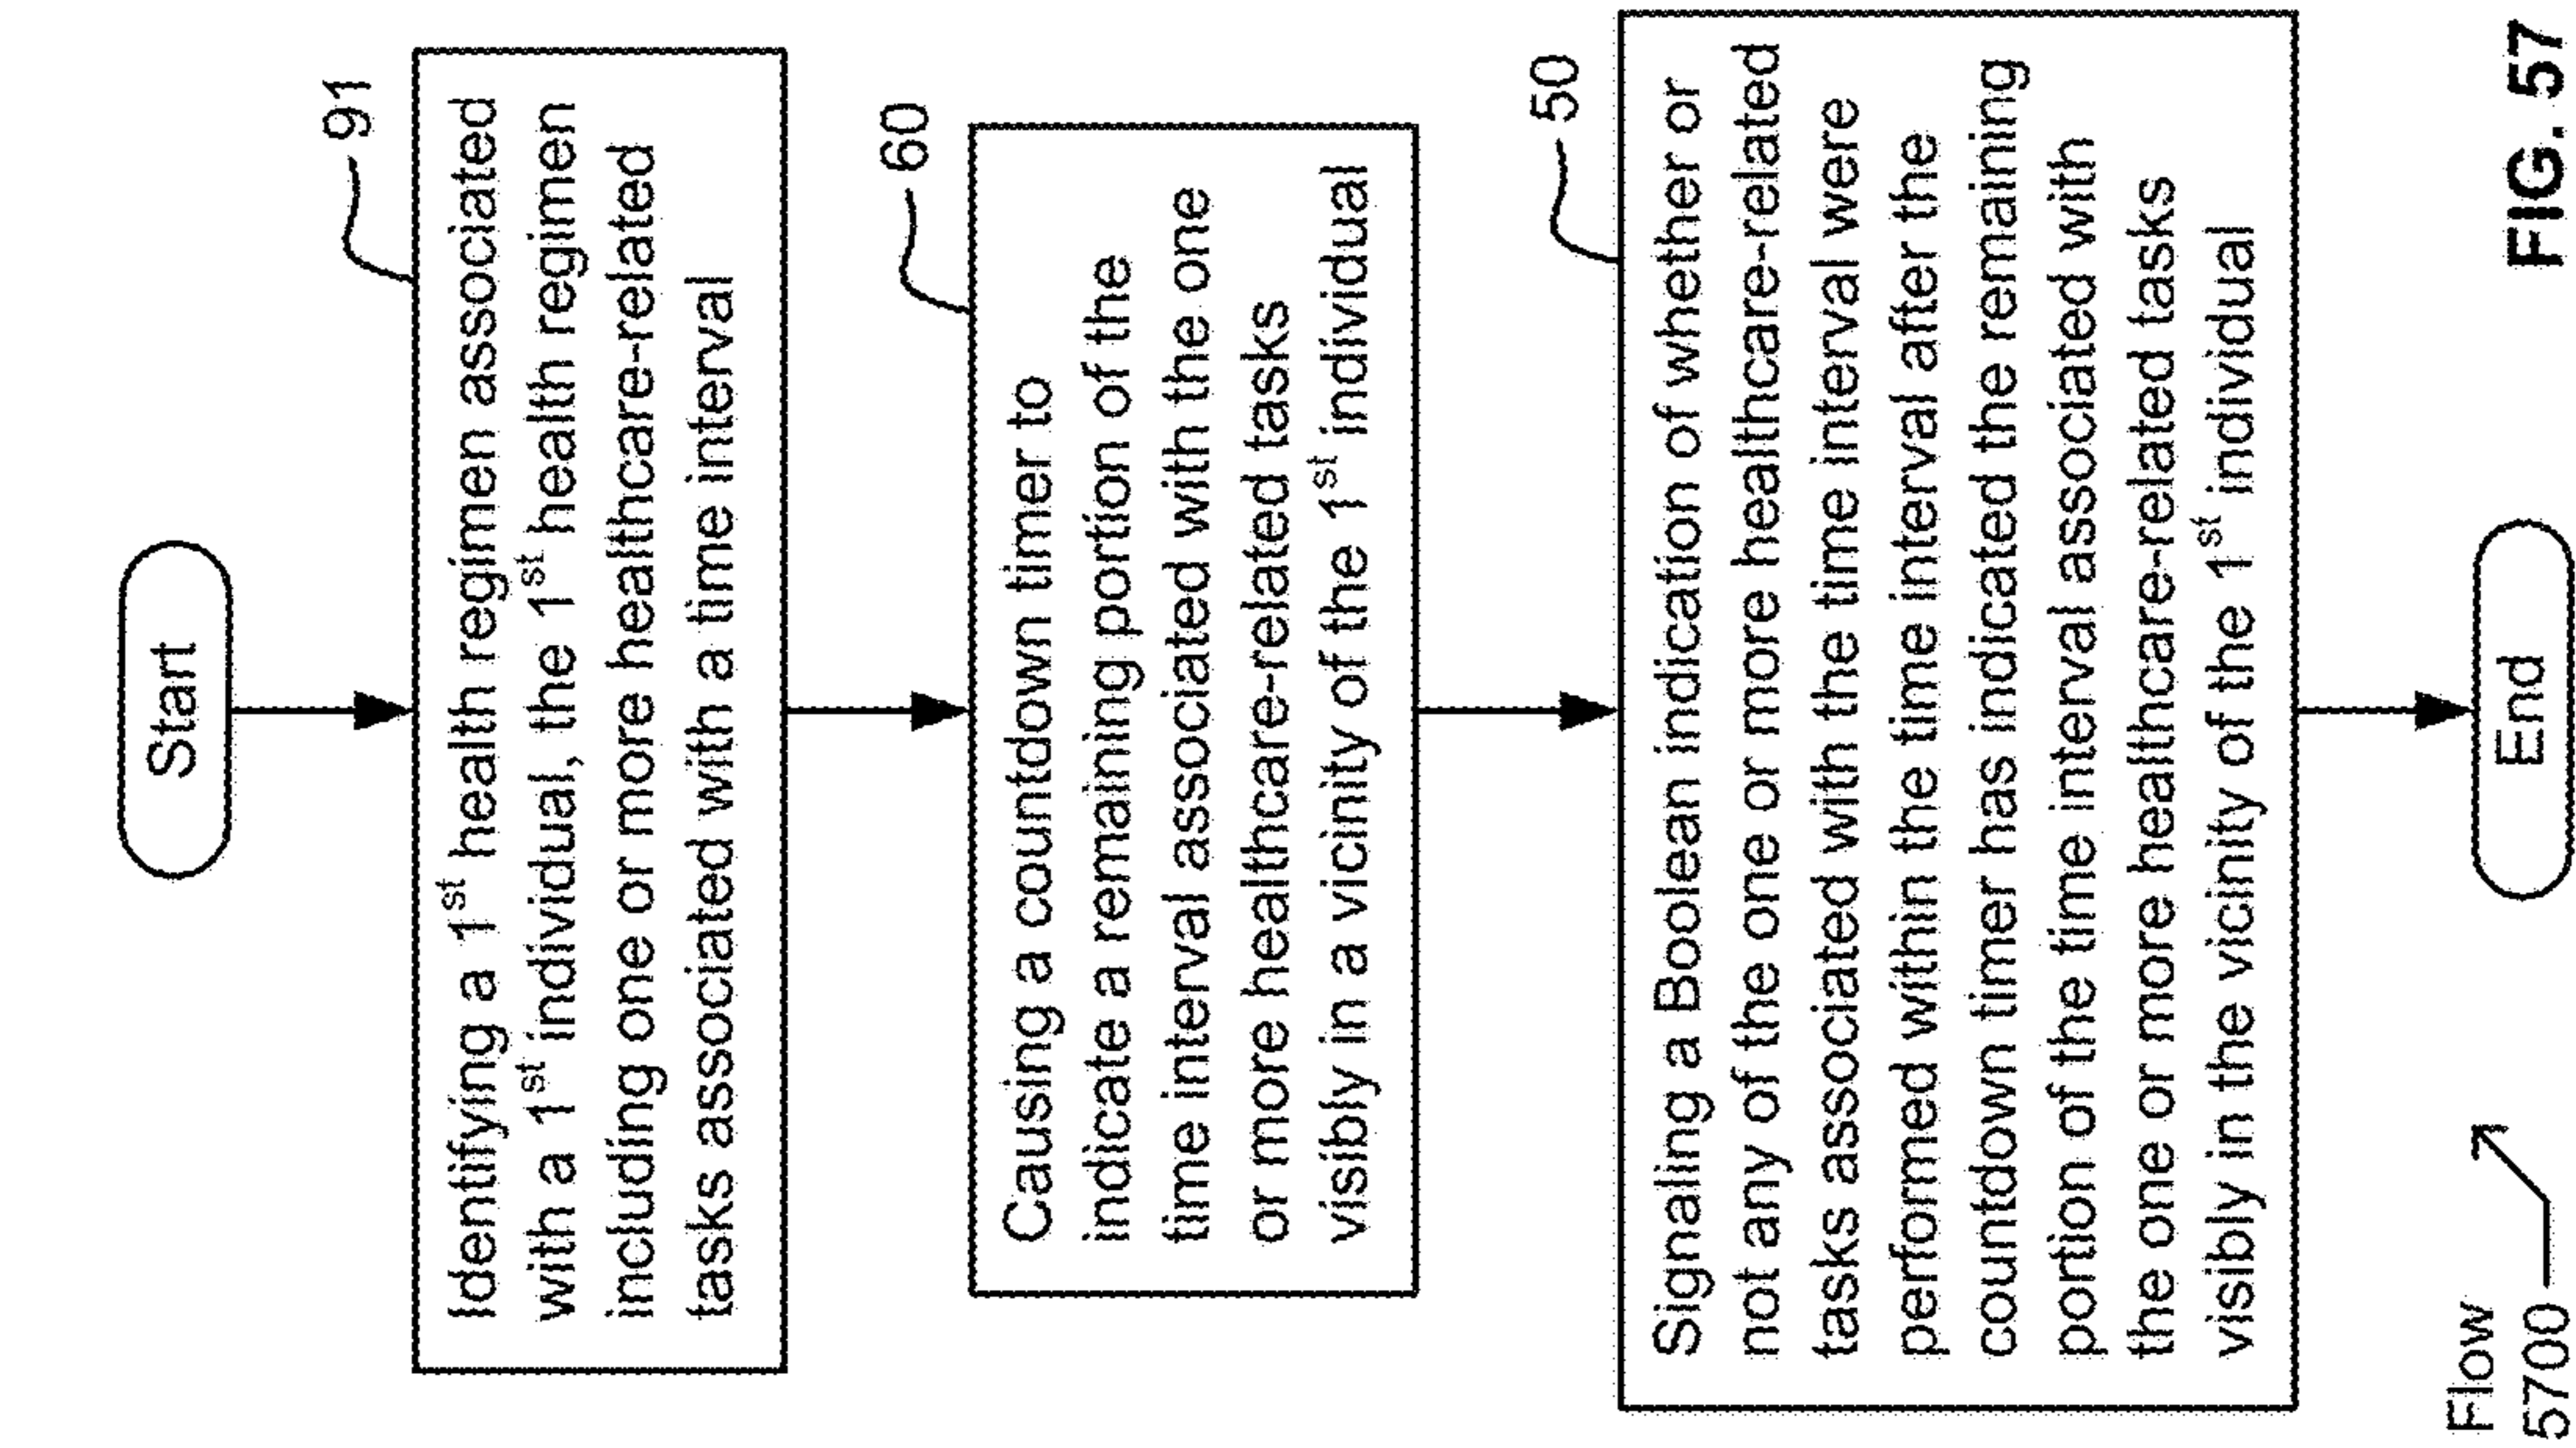 Start
91
Identifying a 1st health regimen associated
with a 1st individual, the 1st health regimen
including one or more healthcare-related
tasks associated with a time interval
60
Causing a countdown timer to
indicate a remaining portion of the
time interval associated with the one
or more healthcare-related tasks
visibly in a vicinity of the 1st individual
50
Signaling a Boolean indication of whether or
not any of the one or more healthcare-related
tasks associated with the time interval were
performed within the time interval after the
countdown timer has indicated the remaining
portion of the time interval associated with
the one or more healthcare-related tasks
visibly in the vicinity of the 1st individual
Flow
5700
End
FIG. 57